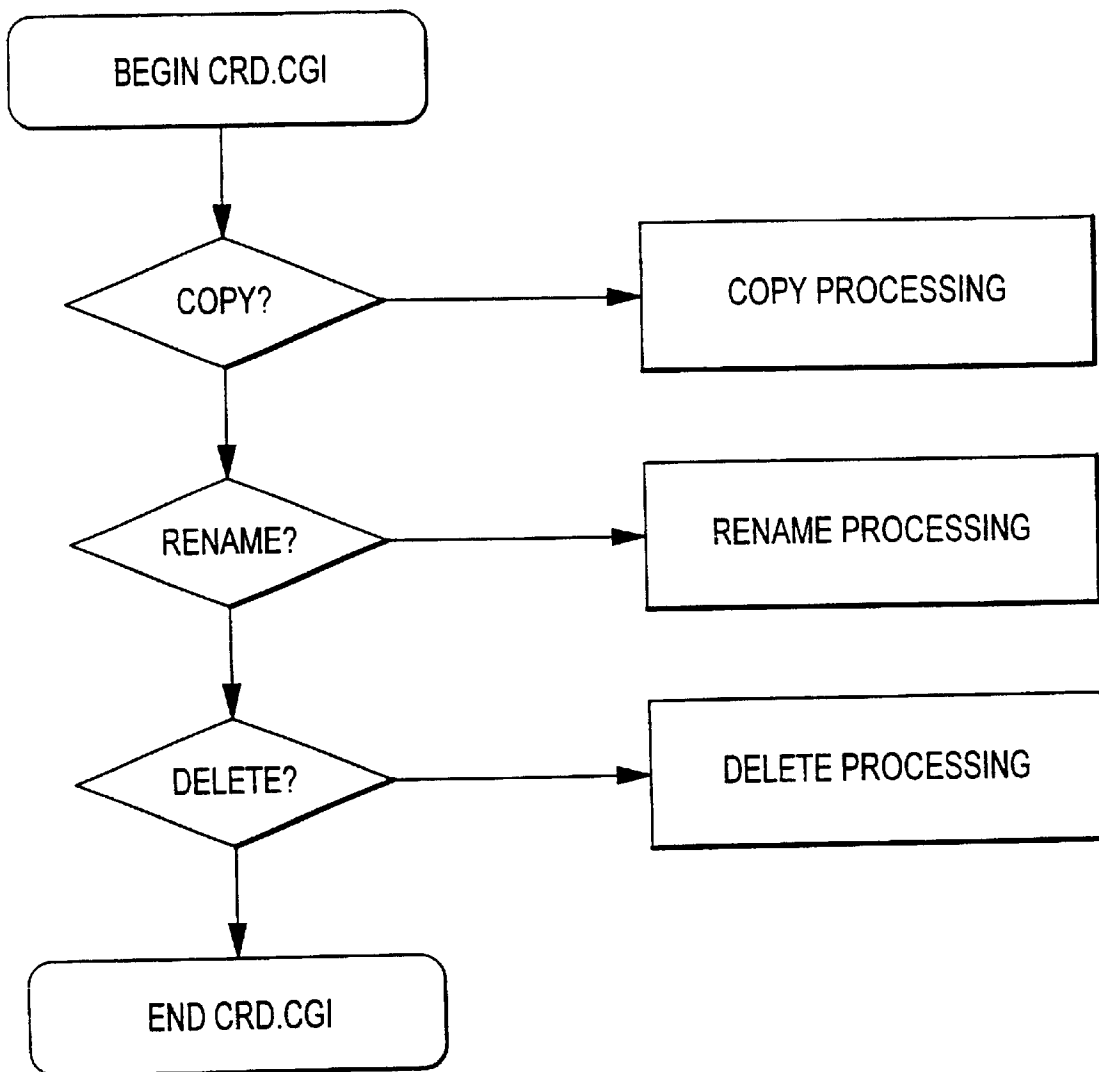 BEGIN CRD.CGI
COPY?
COPY PROCESSING
RENAME?
RENAME PROCESSING
DELETE?
DELETE PROCESSING
END CRD.CGI